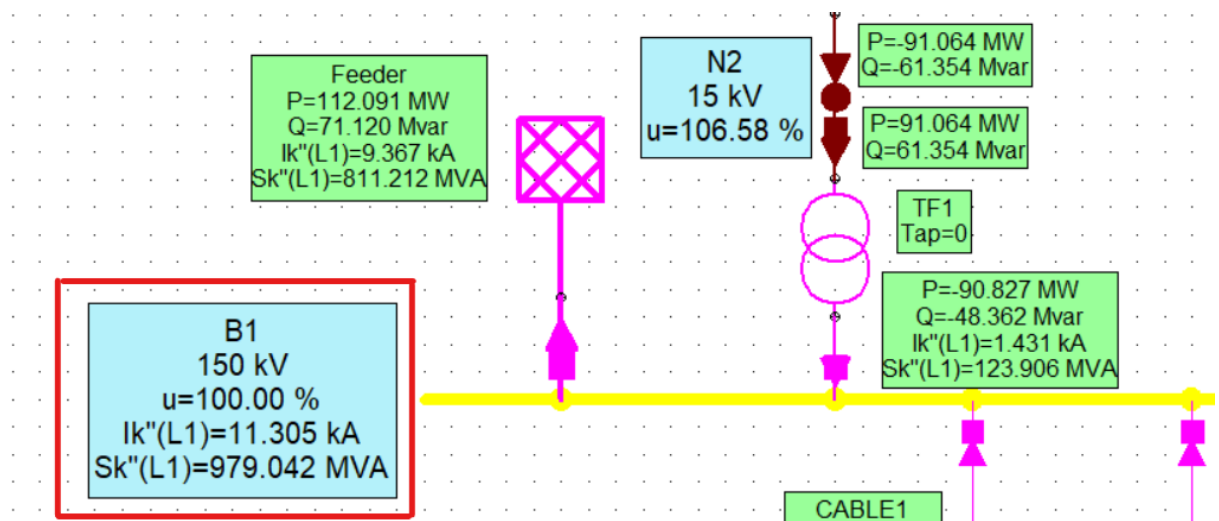 Feeder
P=112.091 MW
Q=71.120 Mvar
Ik"(L1)=9.367 kA
Sk"(L1)=811.212 MVA
N2
15 kV
u=106.58 %
P=-91.064 MW
Q=-61.354 Mvar
P=91.064 MW
Q=61.354 Mvar
TF1
Tap=0
P=-90.827 MW
Q=-48.362 Mvar
Ik"(L1)=1.431 kA
Sk"(L1)=123.906 MVA
B1
150 kV
u=100.00 %
Ik"(L1)=11.305 kA
Sk"(L1)=979.042 MVA
CABLE1